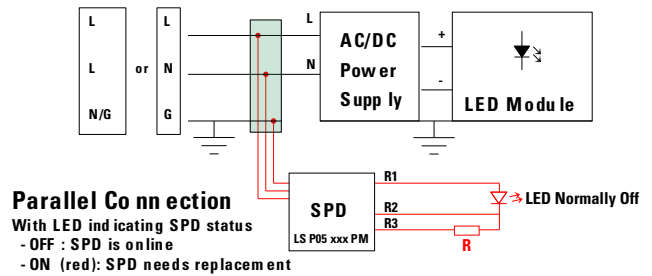 L
L
N/G
or
L
N
G
L
N
AC/DC
Power
Supply
+
-
LED Module
SPD
LS P05 xxx PM
R1
R2
R3
R
LED Normally Off
Parallel Connection
With LED indicating SPD status
- OFF : SPD is online
- ON (red): SPD needs replacement